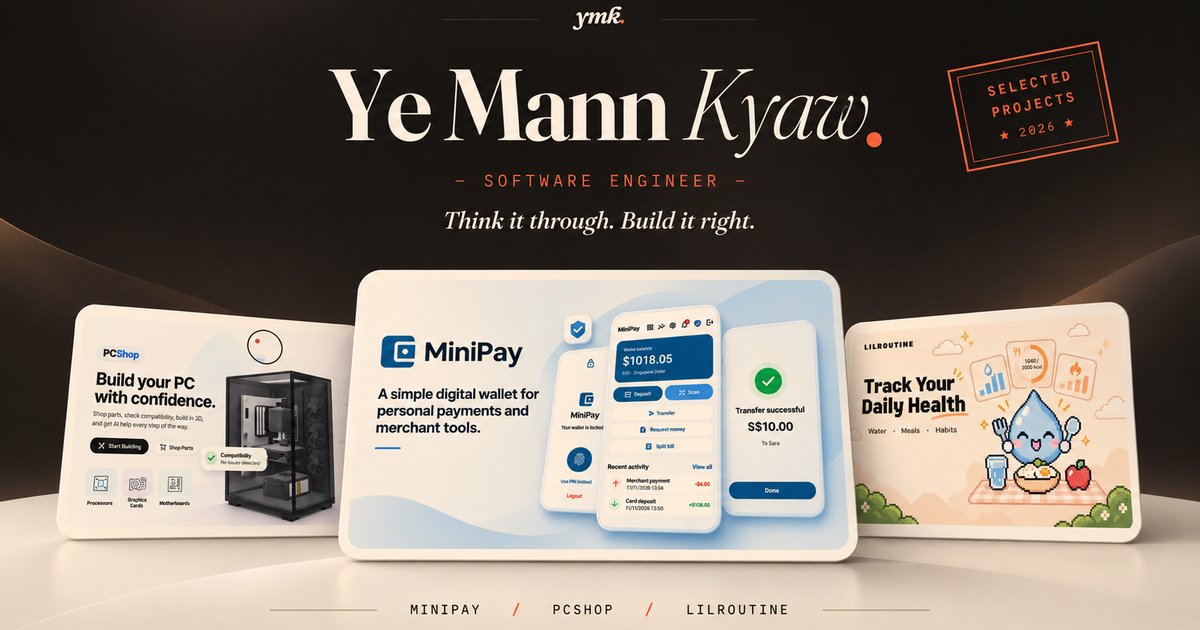 ymk.
Ye Mann Kyaw.
SELECTED
PROJECTS
★ 2026 ★
— SOFTWARE ENGINEER —
Think it through. Build it right.
PCShop
Build your PC
with confidence.
Shop parts, check compatibility, build in 3D,
and get AI help every step of the way.
Start Building
Shop Parts
Compatibility
No issues detected
Processors
Graphics
Cards
Motherboards
MiniPay
A simple digital wallet for
personal payments and
merchant tools.
MiniPay
Your wallet is locked
Use PIN instead
Logout
MiniPay
Wallet balance
$1018.05
SGD - Singapore Dollar
Deposit
Scan
Transfer
Request money
Split bill
Recent activity
View all
Merchant payment
11/11/2026 13:56
-$4.80
Card deposit
11/11/2026 13:50
+$108.00
Transfer successful
S$10.00
To Sara
Done
LILROUTINE
Track Your
Daily Health
Water · Meals · Habits
1040 /
2000 kcal
MINIPAY / PCSHOP / LILROUTINE